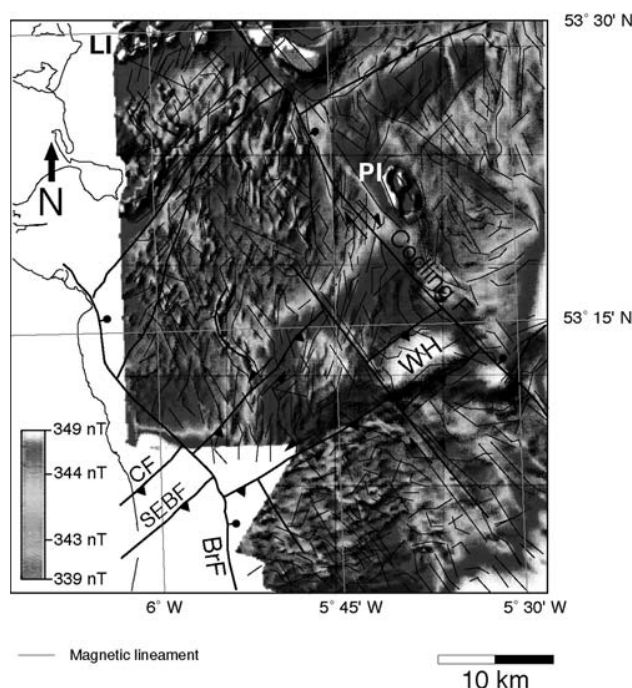 53° 30' N
LI
PI
N
Codling F
53° 15' N
WH
349 nT
344 nT
343 nT
339 nT
CF
SEBF
BrF
6° W
5° 45' W
5° 30' W
Magnetic lineament
10 km